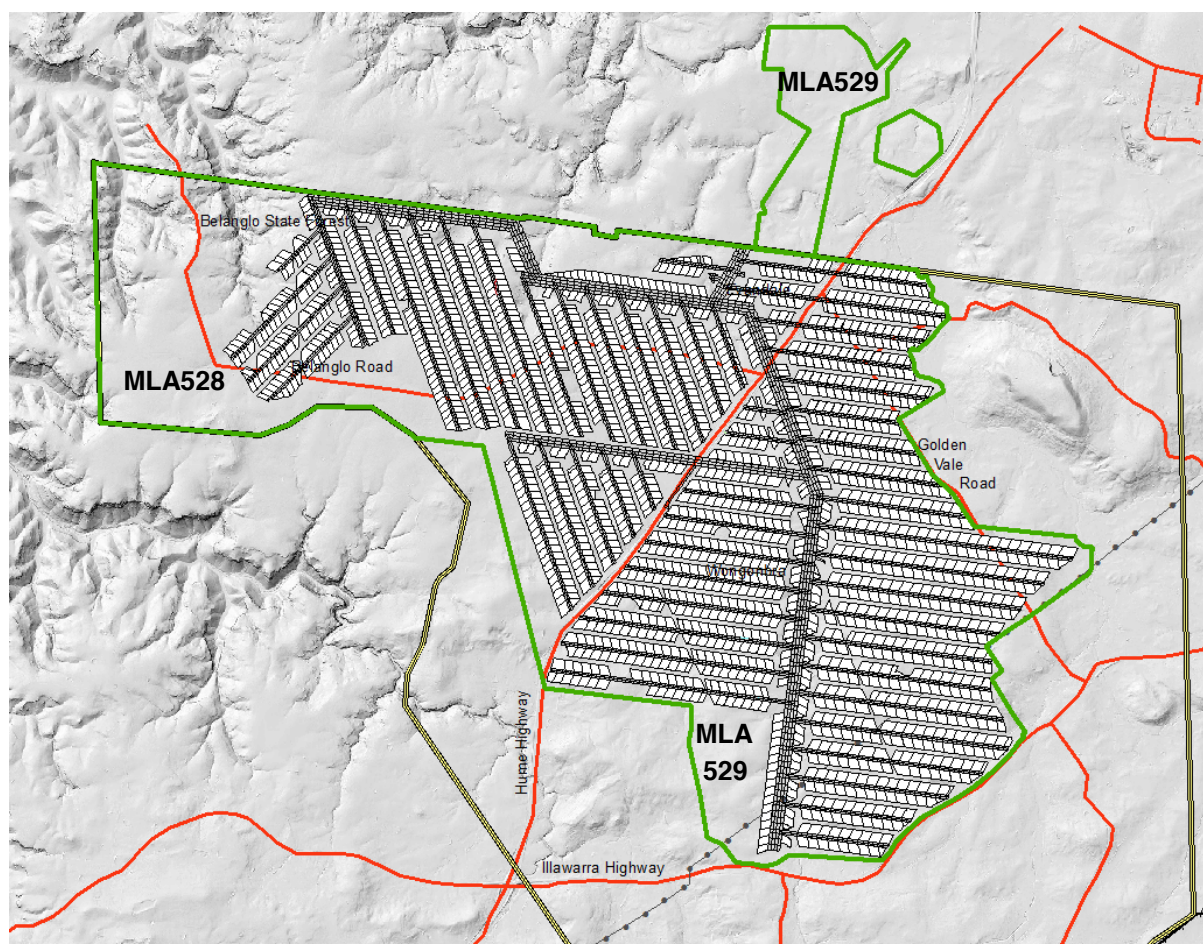 MLA529
Belanglo State Forest
Belanglo Road
MLA528
Golden
Vale
Road
MLA
529
Hume Highway
Illawarra Highway